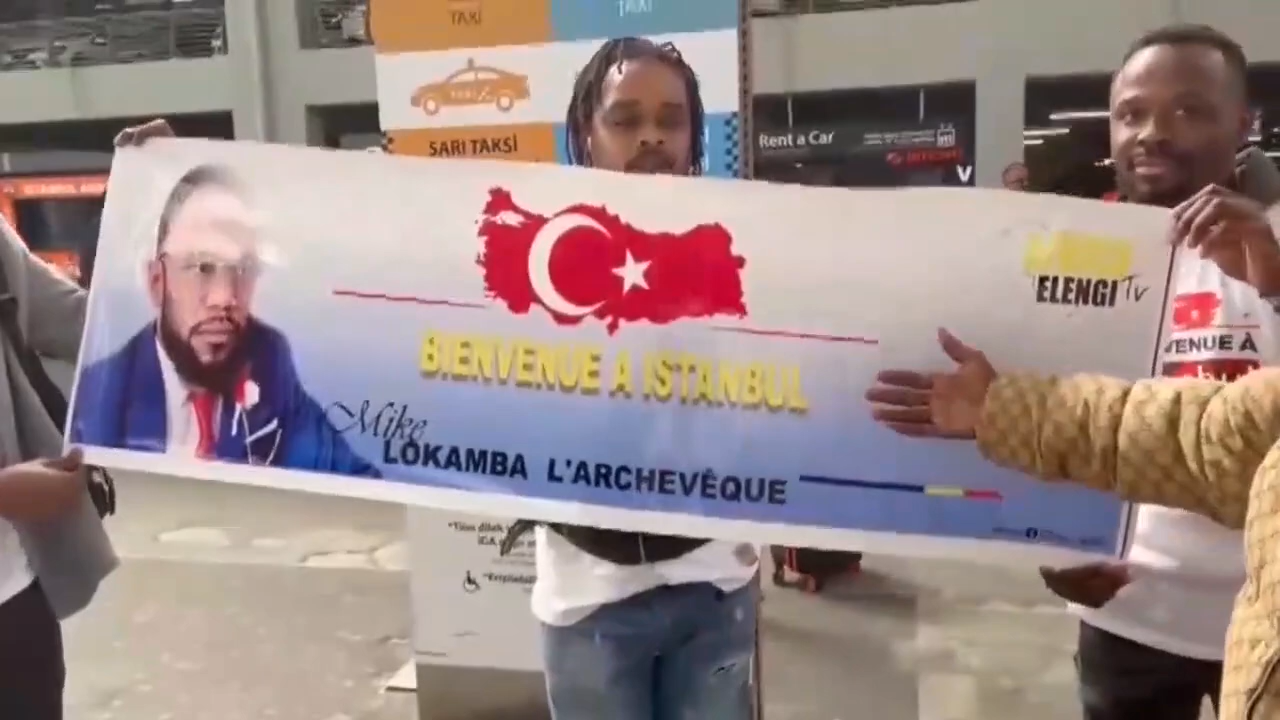 TAXI
TAXI
SARI TAKSİ
Rent a Car
V
ELENGI Tv
BIENVENUE A ISTANBUL
Mike
LOKAMBA L'ARCHEVÊQUE
VENUE À